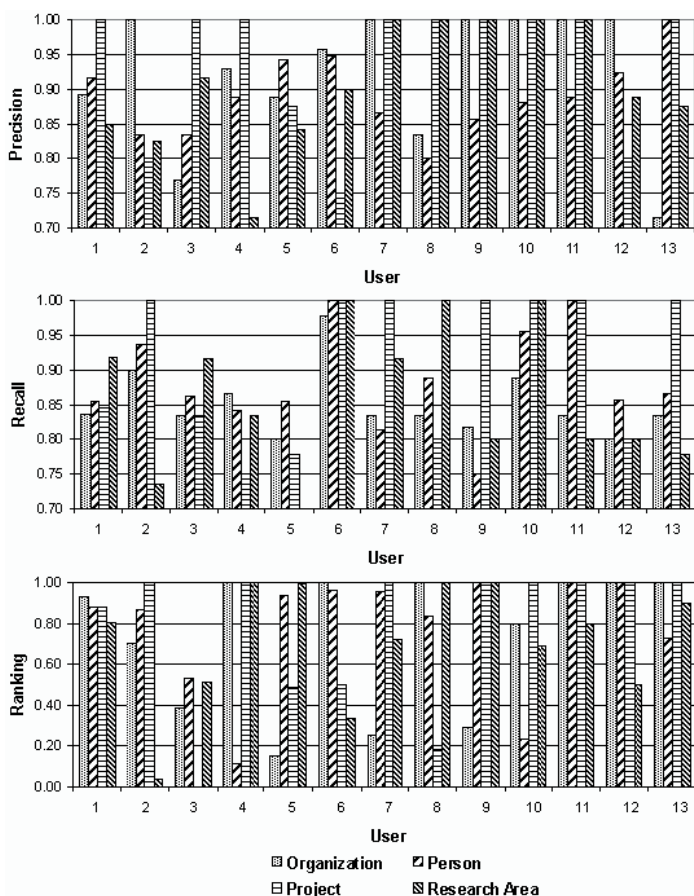 1.00
0.95
0.90
0.85
0.80
0.75
0.70
Precision
1 2 3 4 5 6 7 8 9 10 11 12 13
User
1.00
0.95
0.90
0.85
0.80
0.75
0.70
Recall
1 2 3 4 5 6 7 8 9 10 11 12 13
User
1.00
0.80
0.60
0.40
0.20
0.00
Ranking
1 2 3 4 5 6 7 8 9 10 11 12 13
User
Organization Person
Project Research Area